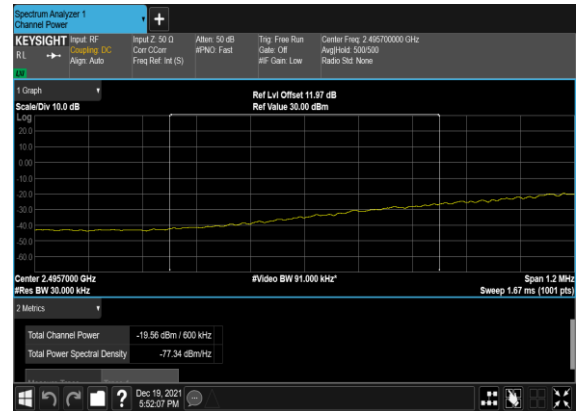 Spectrum Analyzer 1
Channel Power
+
KEYSIGHT Input: RF Input Z: 50 Ω Atten: 50 dB Trig: Free Run Center Freq: 2.495700000 GHz
RL Coupling: DC Corr CCorr #PNO: Fast Gate: Off Avg|Hold: 500/500
Align: Auto Freq Ref: Int (S) #IF Gain: Low Radio Std: None
1 Graph
Ref Lvl Offset 11.97 dB
Scale/Div 10.0 dB Ref Value 30.00 dBm
Log
20.0
10.0
0.00
-10.0
-20.0
-30.0
-40.0
-50.0
-60.0
Center 2.4957000 GHz #Video BW 91.000 kHz* Span 1.2 MHz
#Res BW 30.000 kHz Sweep 1.67 ms (1001 pts)
2 Metrics
Total Channel Power -19.56 dBm / 600 kHz
Total Power Spectral Density -77.34 dBm/Hz
? Dec 19, 2021
5:52:07 PM